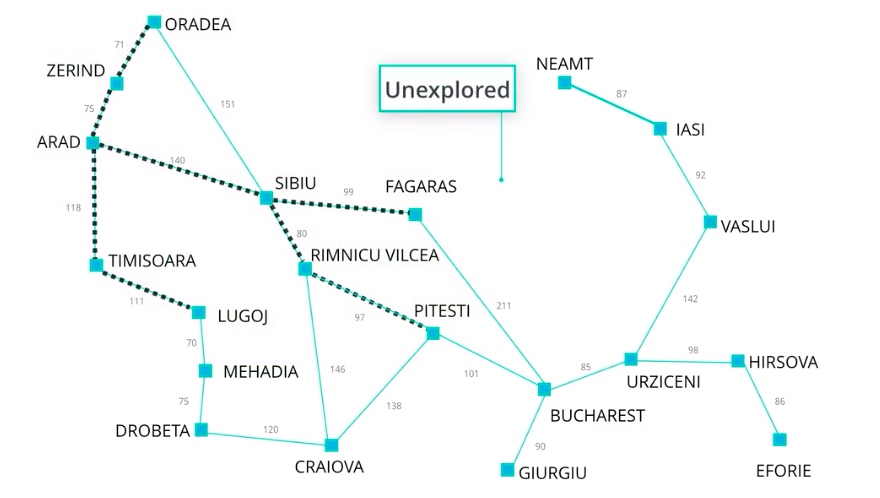 ORADEA
71
ZERIND
NEAMT
Unexplored
87
75
151
IASI
ARAD
140
SIBIU
99
FAGARAS
92
118
80
VASLUI
TIMISOARA
RIMNICU VILCEA
111
LUGOJ
97
PITESTI
211
142
70
MEHADIA
146
101
85
98
HIRSOVA
URZICENI
75
138
86
DROBETA
120
BUCHAREST
90
CRAIOVA
GIURGIU
EFORIE